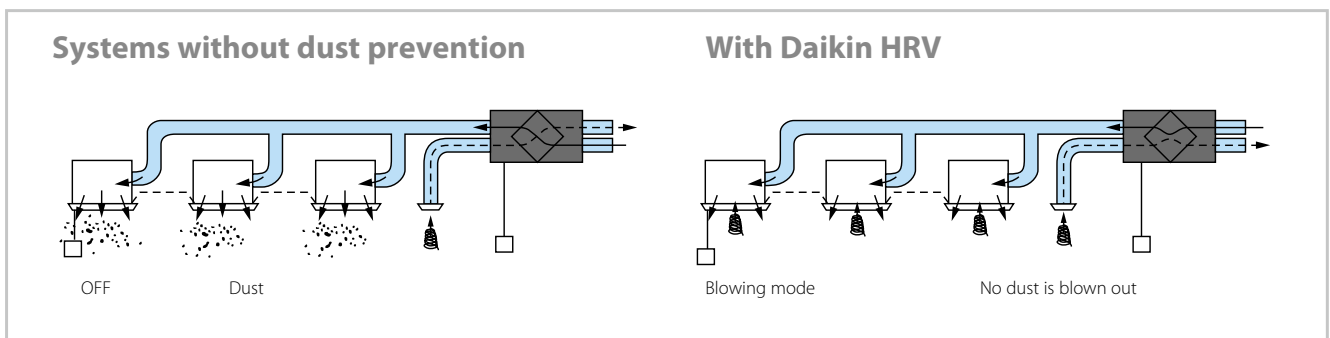 Systems without dust prevention
With Daikin HRV
OFF
Dust
Blowing mode
No dust is blown out